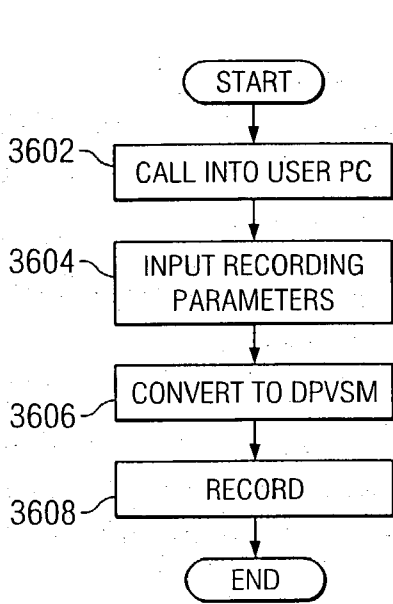 START
3602
CALL INTO USER PC
3604
INPUT RECORDING
PARAMETERS
CONVERT TO DPVSM
3606
RECORD
3608
END